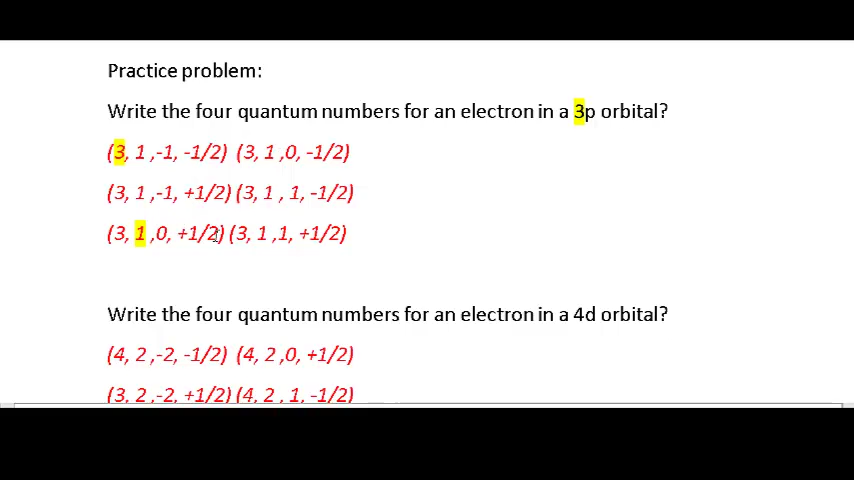 Practice problem:
Write the four quantum numbers for an electron in a 3p orbital?
(3, 1 ,-1, -1/2) (3, 1 ,0, -1/2)
(3, 1 ,-1, +1/2) (3, 1 , 1, -1/2)
(3, 1 ,0, +1/2) (3, 1 ,1, +1/2)
Write the four quantum numbers for an electron in a 4d orbital?
(4, 2 ,-2, -1/2) (4, 2 ,0, +1/2)
(3, 2 ,-2, +1/2) (4, 2 , 1, -1/2)